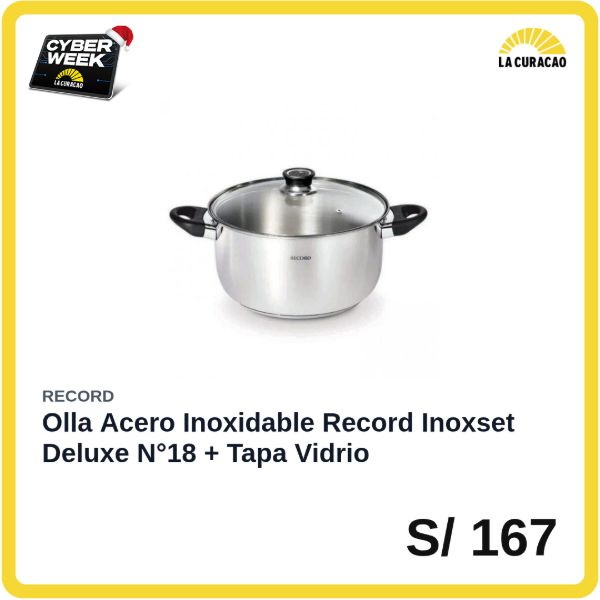 CYBER
WEEK
LA CURACAO
LA CURACAO
RECORD
RECORD
Olla Acero Inoxidable Record Inoxset
Deluxe N°18 + Tapa Vidrio
S/ 167